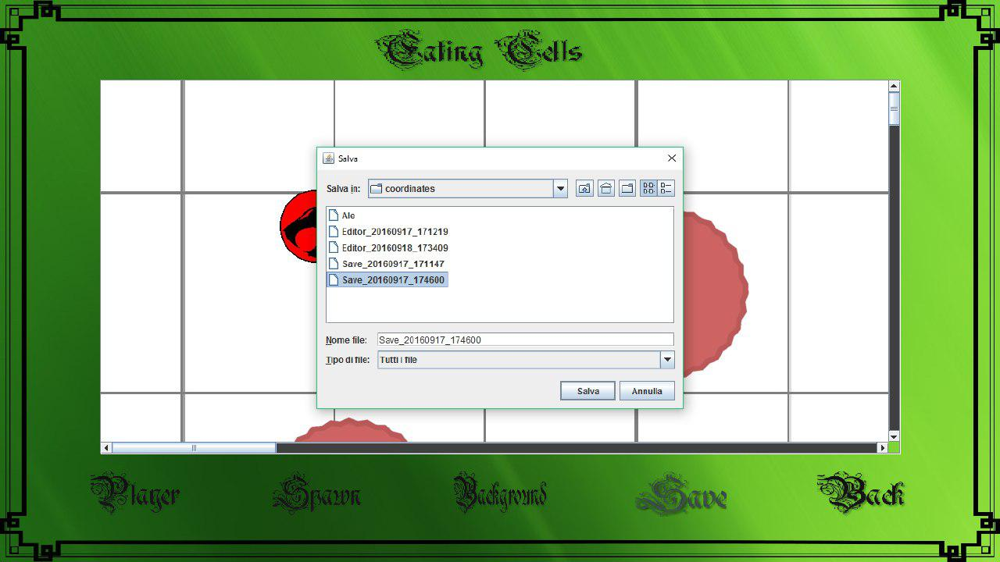 Eating Cells
Salva
Salva in: coordinates
Ale
Editor_20160917_171219
Editor_20160918_173409
Save_20160917_171147
Save_20160917_174600
Nome file: Save_20160917_174600
Tipo di file: Tutti i file
Salva Annulla
Player Spawn Background Save Back